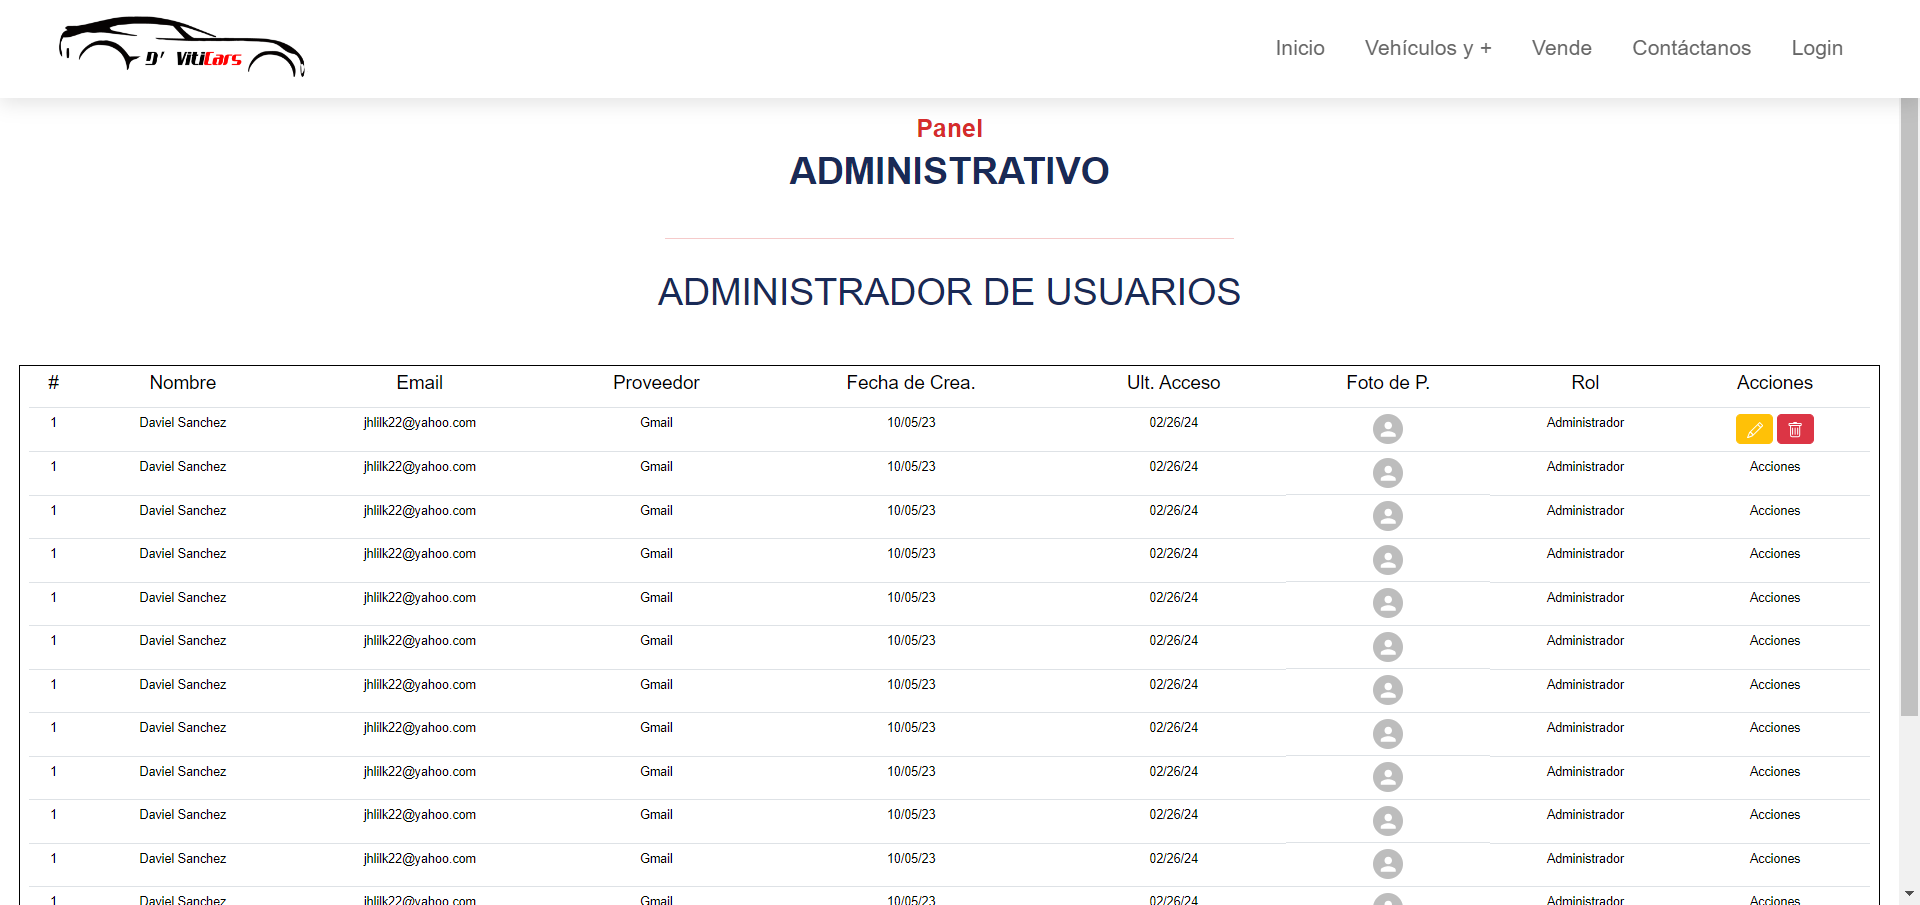 D' VitiCars
Inicio Vehículos y + Vende Contáctanos Login
Panel
ADMINISTRATIVO
ADMINISTRADOR DE USUARIOS
# Nombre Email Proveedor Fecha de Crea. Ult. Acceso Foto de P. Rol Acciones
1 Daviel Sanchez jhlilk22@yahoo.com Gmail 10/05/23 02/26/24 Administrador
1 Daviel Sanchez jhlilk22@yahoo.com Gmail 10/05/23 02/26/24 Administrador Acciones
1 Daviel Sanchez jhlilk22@yahoo.com Gmail 10/05/23 02/26/24 Administrador Acciones
1 Daviel Sanchez jhlilk22@yahoo.com Gmail 10/05/23 02/26/24 Administrador Acciones
1 Daviel Sanchez jhlilk22@yahoo.com Gmail 10/05/23 02/26/24 Administrador Acciones
1 Daviel Sanchez jhlilk22@yahoo.com Gmail 10/05/23 02/26/24 Administrador Acciones
1 Daviel Sanchez jhlilk22@yahoo.com Gmail 10/05/23 02/26/24 Administrador Acciones
1 Daviel Sanchez jhlilk22@yahoo.com Gmail 10/05/23 02/26/24 Administrador Acciones
1 Daviel Sanchez jhlilk22@yahoo.com Gmail 10/05/23 02/26/24 Administrador Acciones
1 Daviel Sanchez jhlilk22@yahoo.com Gmail 10/05/23 02/26/24 Administrador Acciones
1 Daviel Sanchez jhlilk22@yahoo.com Gmail 10/05/23 02/26/24 Administrador Acciones
1 Daviel Sanchez jhlilk22@yahoo.com Gmail 10/05/23 02/26/24 Administrador Acciones